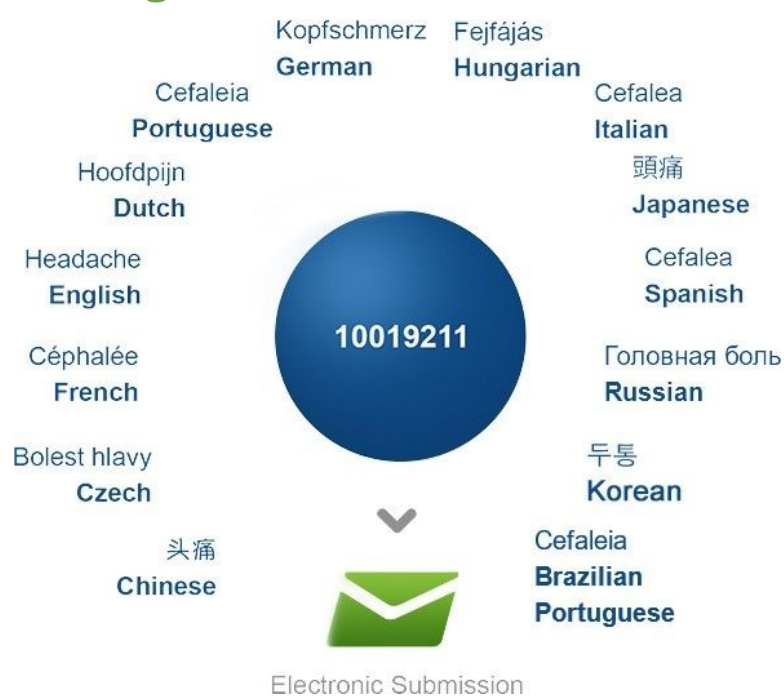 Kopfschmerz
German
Fejfájás
Hungarian
Cefaleia
Portuguese
Cefalea
Italian
Hoofdpijn
Dutch
頭痛
Japanese
Headache
English
Cefalea
Spanish
10019211
Céphalée
French
Головная боль
Russian
Bolest hlavy
Czech
두통
Korean
头痛
Chinese
Cefaleia
Brazilian
Portuguese
Electronic Submission